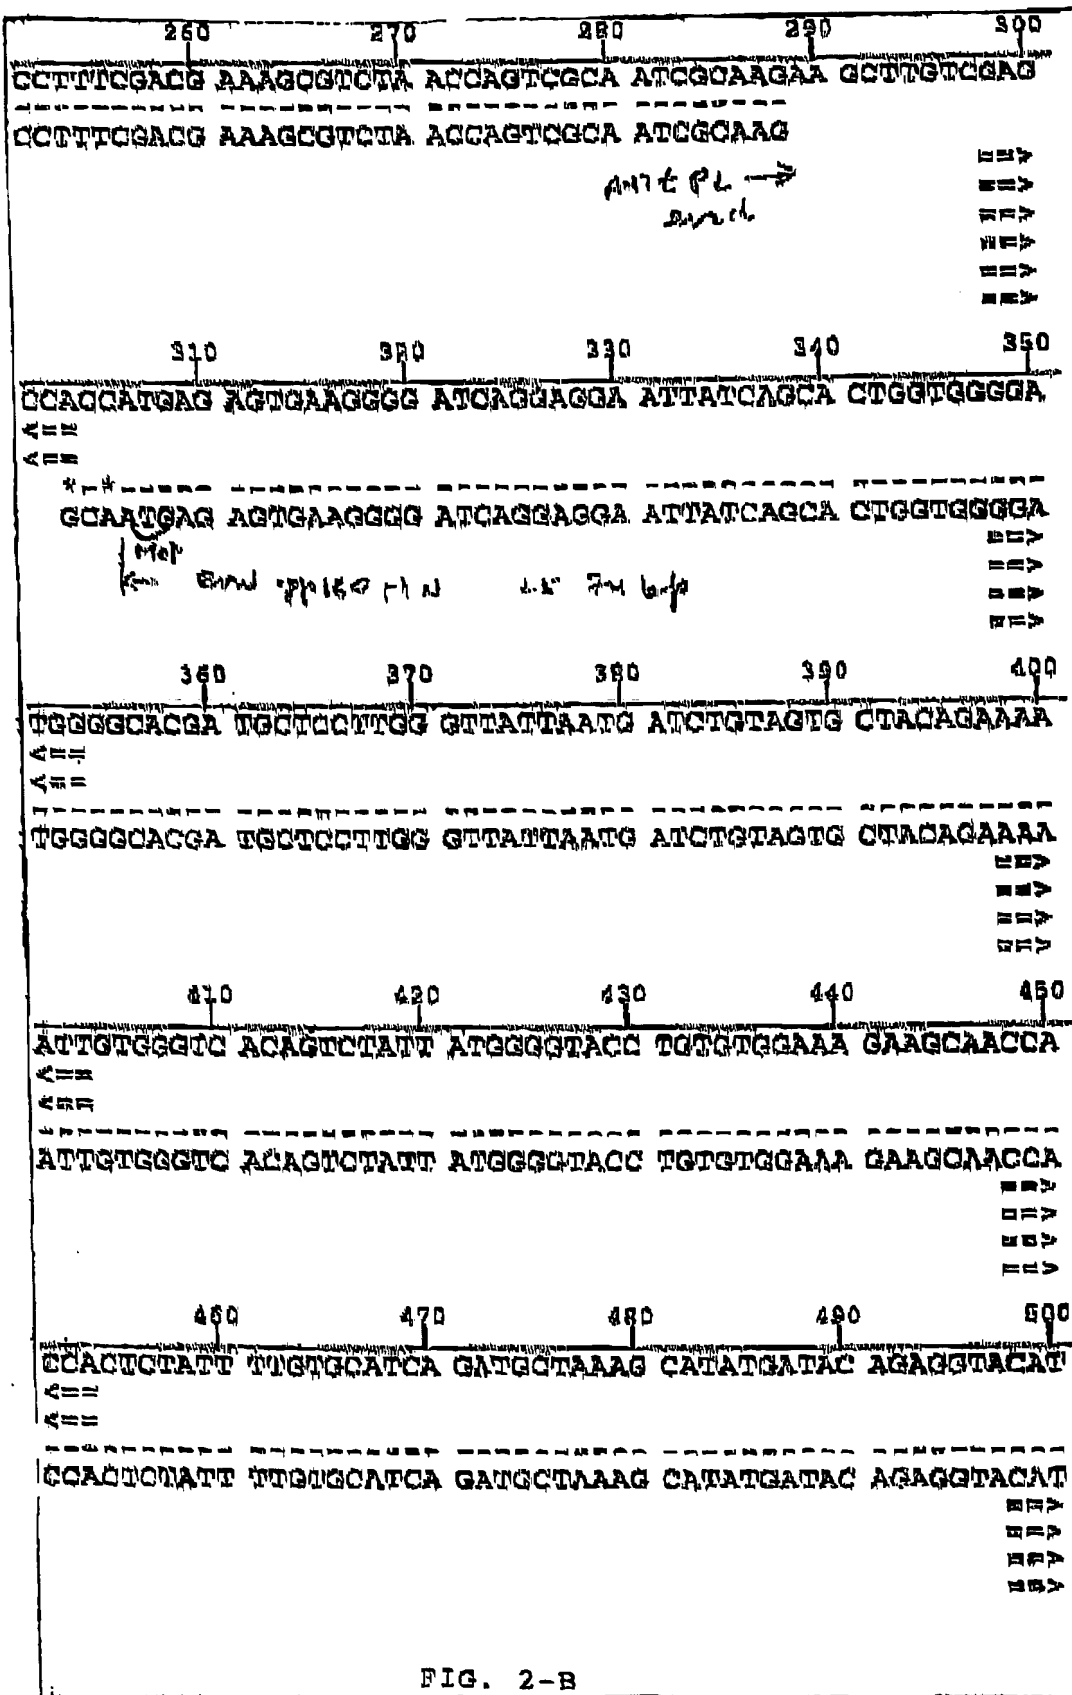 260 270 280 290 300
CCTTTCGACG AAAGCGTCTA ACCAGTCGCA ATCGCAAGAA GCTTGTCGAG
CCTTTCGACG AAAGCGTCTA ACCAGTCGCA ATCGCAAG
==>
==>
==>
==>
==>
==>
310 320 330 340 350
CCACCATGAG AGTGAAGGGG ATCAGGAGGA ATTATCAGCA CTGGTGGGGA
<==
<==
*-*----- ---------- ---------- ---------- ----------
GCAATGAG AGTGAAGGGG ATCAGGAGGA ATTATCAGCA CTGGTGGGGA
==>
==>
==>
==>
360 370 380 390 400
TGGGGCACGA TGCTCCTTGG GTTATTAATG ATCTGTAGTG CTACAGAAAA
<==
<==
TGGGGCACGA TGCTCCTTGG GTTATTAATG ATCTGTAGTG CTACAGAAAA
==>
==>
==>
==>
410 420 430 440 450
ATTGTGGGTC ACAGTCTATT ATGGGGTACC TGTGTGGAAA GAAGCAACCA
<==
<==
ATTGTGGGTC ACAGTCTATT ATGGGGTACC TGTGTGGAAA GAAGCAACCA
==>
==>
==>
==>
460 470 480 490 500
CCACTCTATT TTGTGCATCA GATGCTAAAG CATATGATAC AGAGGTACAT
<==
<==
CCACTCTATT TTGTGCATCA GATGCTAAAG CATATGATAC AGAGGTACAT
==>
==>
==>
==>
FIG. 2-B